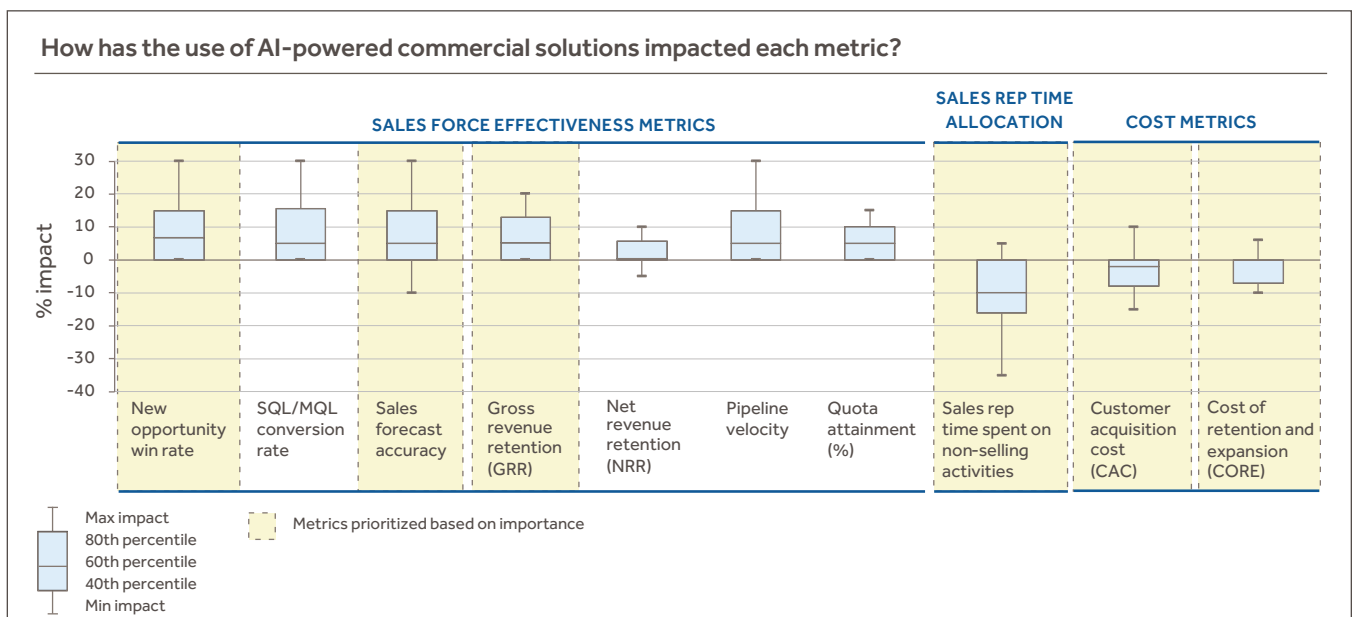 How has the use of AI-powered commercial solutions impacted each metric?
SALES FORCE EFFECTIVENESS METRICS
SALES REP TIME
ALLOCATION
COST METRICS
% impact
30
20
10
0
-10
-20
-30
-40
New
opportunity
win rate
SQL/MQL
conversion
rate
Sales
forecast
accuracy
Gross
revenue
retention
(GRR)
Net
revenue
retention
(NRR)
Pipeline
velocity
Quota
attainment
(%)
Sales rep
time spent on
non-selling
activities
Customer
acquisition
cost
(CAC)
Cost of
retention and
expansion
(CORE)
Max impact
80th percentile
60th percentile
40th percentile
Min impact
Metrics prioritized based on importance